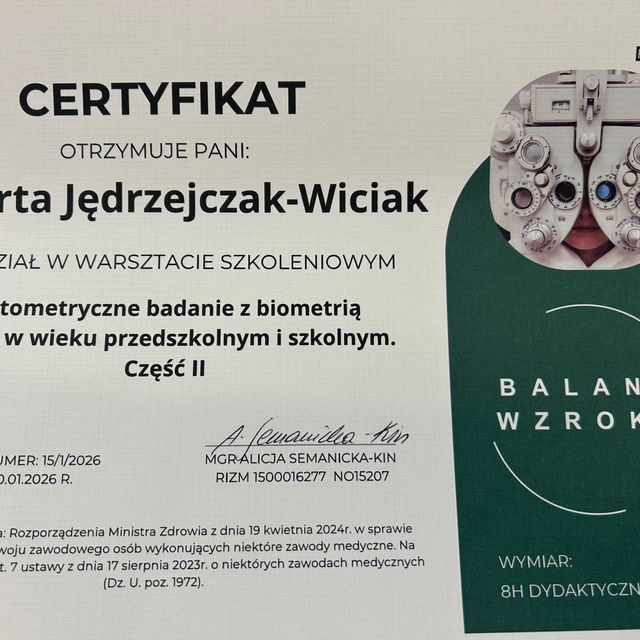 CERTYFIKAT
OTRZYMUJE PANI:
rta Jędrzejczak-Wiciak
ZIAŁ W WARSZTACIE SZKOLENIOWYM
tometryczne badanie z biometrią
w wieku przedszkolnym i szkolnym.
Część II
A. Semanicka-Kin
UMER: 15/1/2026
0.01.2026 R.
MGR ALICJA SEMANICKA-KIN
RIZM 1500016277 NO15207
a: Rozporządzenia Ministra Zdrowia z dnia 19 kwietnia 2024r. w sprawie
woju zawodowego osób wykonujących niektóre zawody medyczne. Na
t. 7 ustawy z dnia 17 sierpnia 2023r. o niektórych zawodach medycznych
(Dz. U. poz. 1972).
BALAN
WZROK
WYMIAR:
8H DYDAKTYCZN